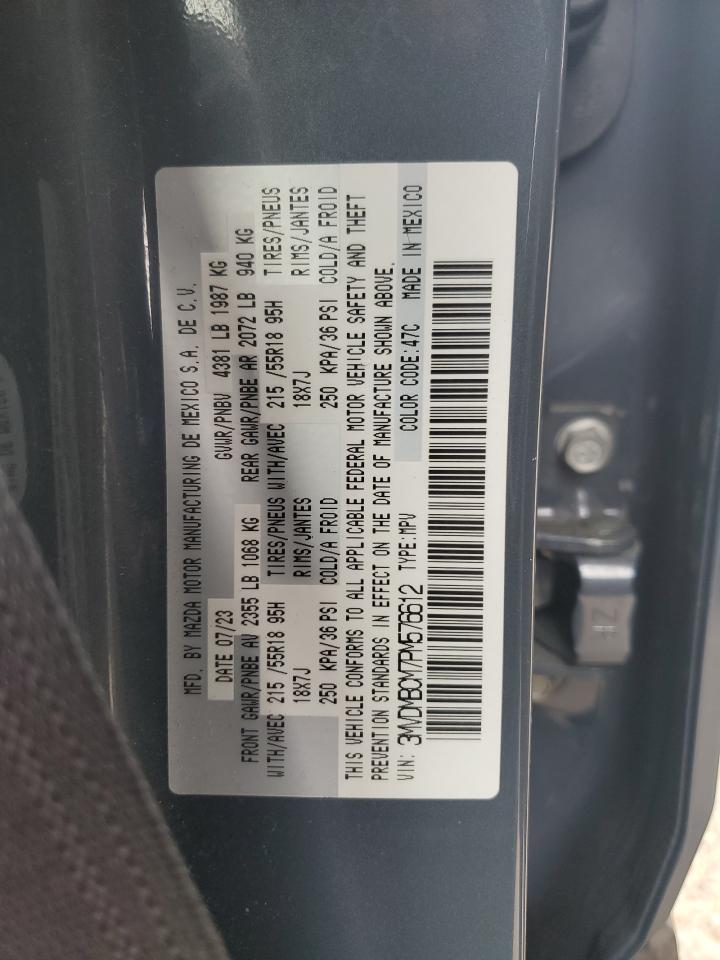 MFD. BY MAZDA MOTOR MANUFACTURING DE MEXICO S.A. DE C.V.
DATE 07/23 GVWR/PNBV 4381 LB 1987 KG
FRONT GAWR/PNBE AV 2355 LB 1068 KG REAR GAWR/PNBE AR 2072 LB 940 KG
WITH/AVEC 215 /55R18 95H TIRES/PNEUS WITH/AVEC 215 /55R18 95H TIRES/PNEUS
18X7J RIMS/JANTES 18X7J RIMS/JANTES
250 KPA/36 PSI COLD/A FROID 250 KPA/36 PSI COLD/A FROID
THIS VEHICLE CONFORMS TO ALL APPLICABLE FEDERAL MOTOR VEHICLE SAFETY AND THEFT
PREVENTION STANDARDS IN EFFECT ON THE DATE OF MANUFACTURE SHOWN ABOVE.
VIN: 3MVDMBCM7PM576612 TYPE:MPV COLOR CODE:47C MADE IN MEXICO